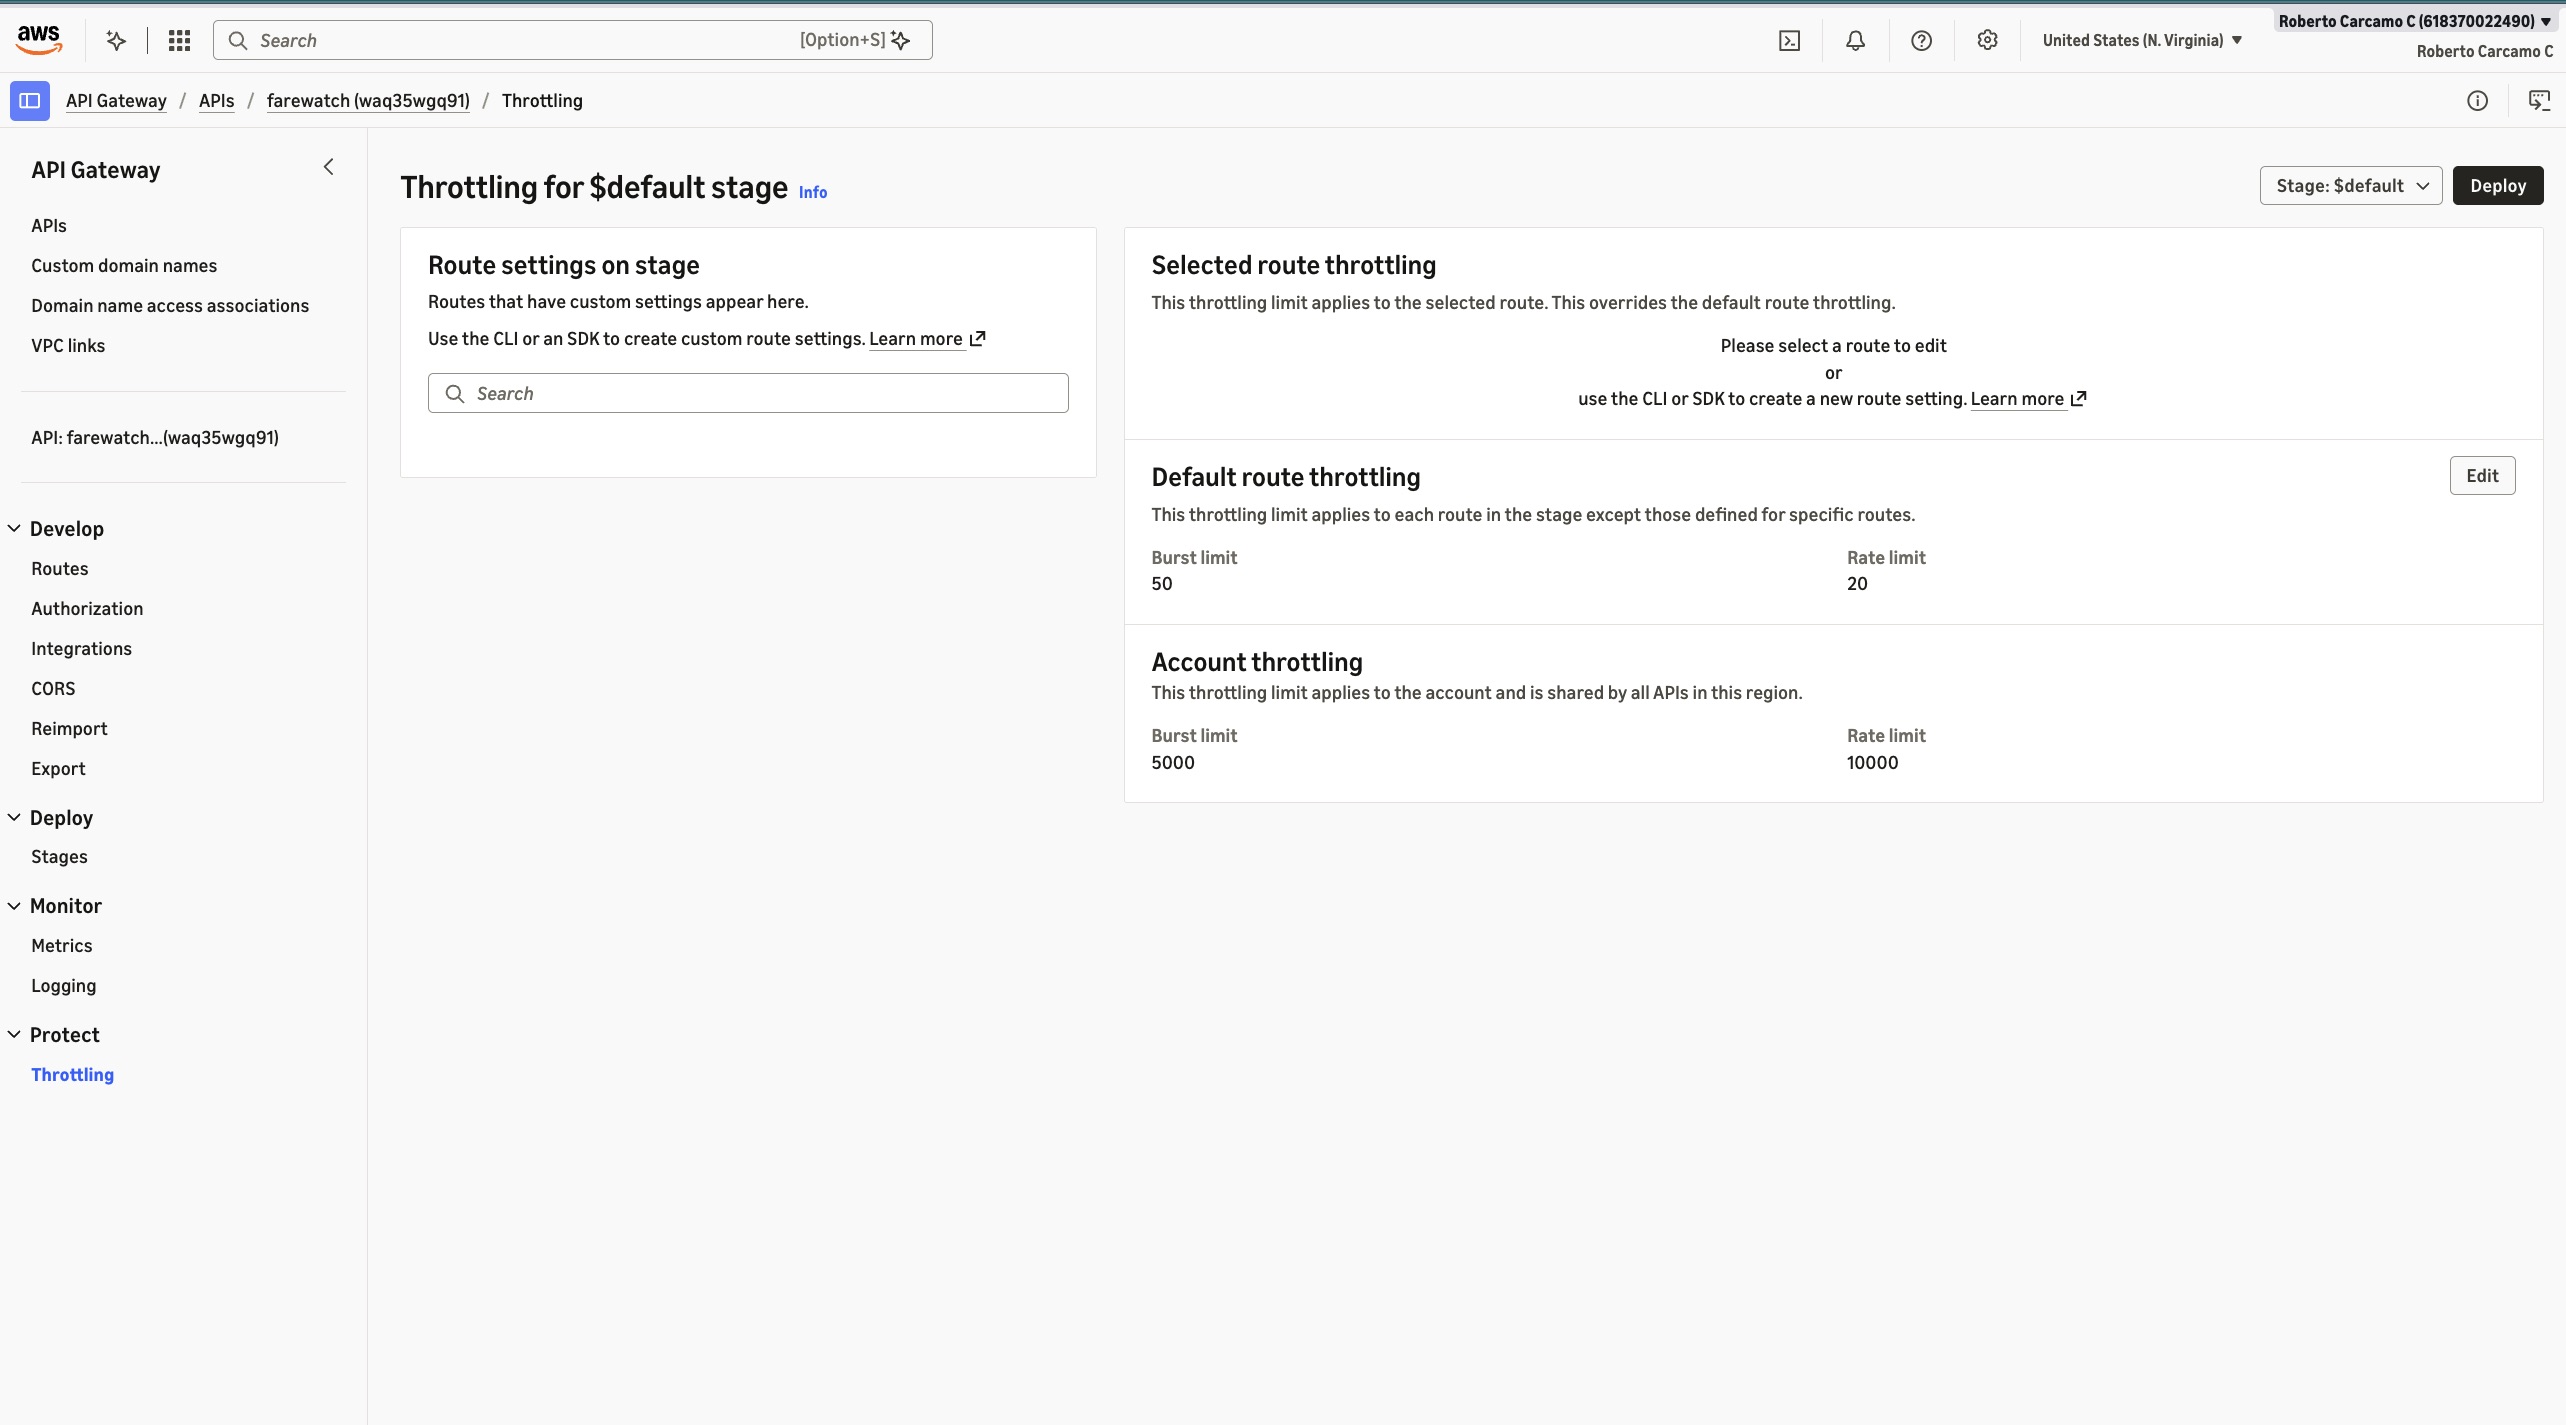 aws
Search
[Option+S]
United States (N. Virginia)
Roberto Carcamo C (618370022490)
Roberto Carcamo C
API Gateway / APIs / farewatch (waq35wgq91) / Throttling
API Gateway
APIs
Custom domain names
Domain name access associations
VPC links
API: farewatch...(waq35wgq91)
Develop
Routes
Authorization
Integrations
CORS
Reimport
Export
Deploy
Stages
Monitor
Metrics
Logging
Protect
Throttling
Throttling for $default stage Info
Stage: $default
Deploy
Route settings on stage
Routes that have custom settings appear here.
Use the CLI or an SDK to create custom route settings. Learn more
Search
Selected route throttling
This throttling limit applies to the selected route. This overrides the default route throttling.
Please select a route to edit
or
use the CLI or SDK to create a new route setting. Learn more
Default route throttling
Edit
This throttling limit applies to each route in the stage except those defined for specific routes.
Burst limit
50
Rate limit
20
Account throttling
This throttling limit applies to the account and is shared by all APIs in this region.
Burst limit
5000
Rate limit
10000